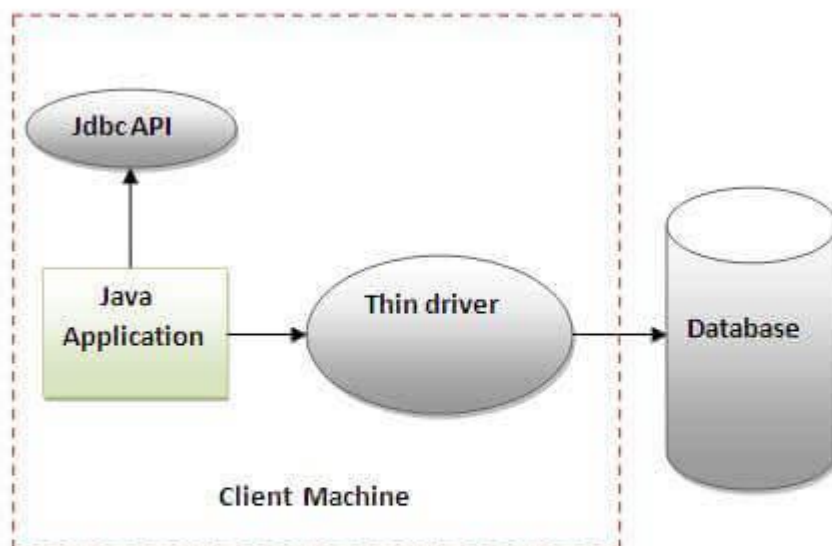 Jdbc API
Java
Application
Thin driver
Database
Client Machine